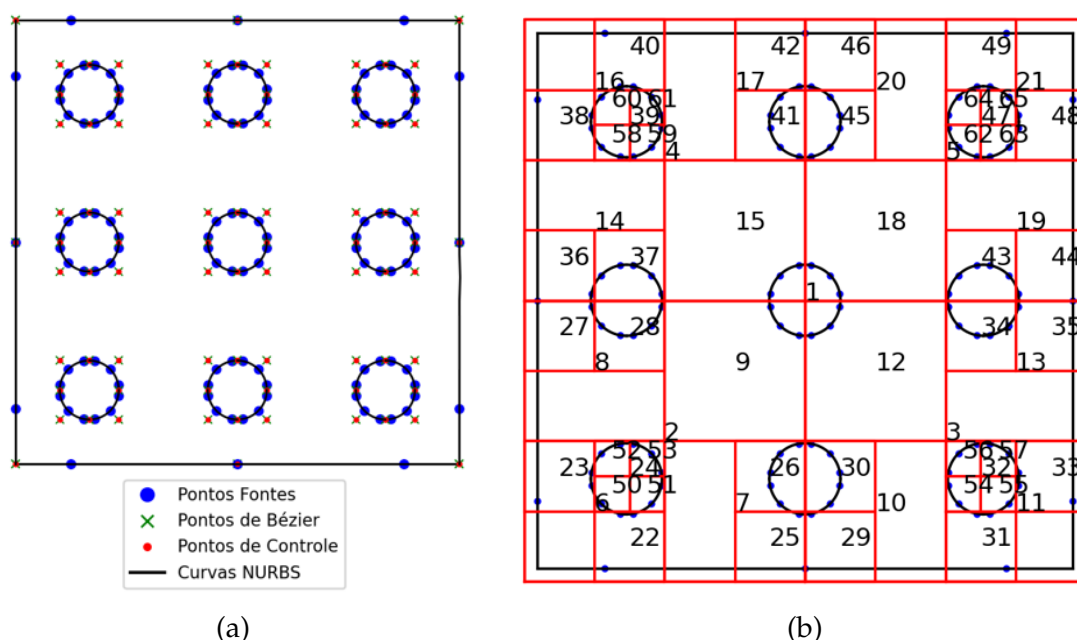 Pontos Fontes
Pontos de Bézier
Pontos de Controle
Curvas NURBS
(a)
40 42 46 49
16 17 20 21
60 61 64 65
38 39 41 45 47 48
58 59 62 63
4 5
14 15 18 19
36 37 43 44
1
27 28 34 35
8 9 12 13
2 3
52 53 56 57
23 24 26 30 32 33
50 51 54 55
6 7 10 11
22 25 29 31
(b)